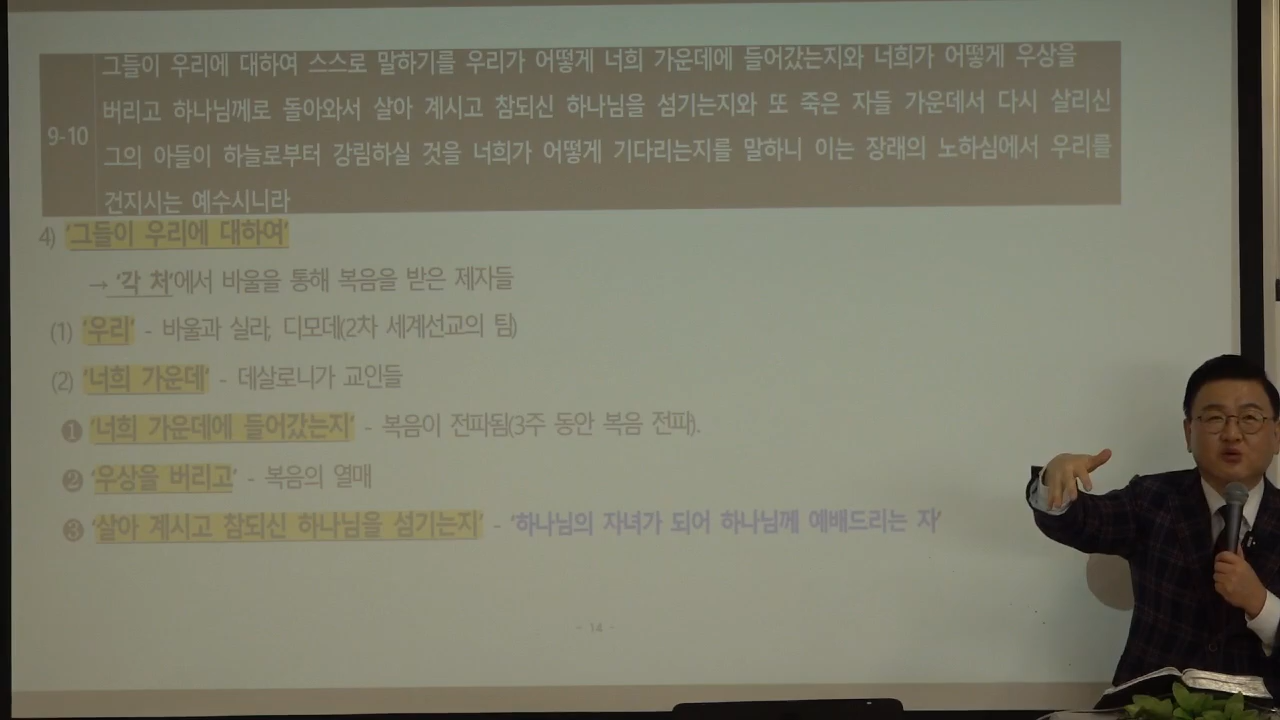 그들이 우리에 대하여 스스로 말하기를 우리가 어떻게 너희 가운데에 들어갔는지와 너희가 어떻게 우상을
버리고 하나님께로 돌아와서 살아 계시고 참되신 하나님을 섬기는지와 또 죽은 자들 가운데서 다시 살리신
9-10
그의 아들이 하늘로부터 강림하실 것을 너희가 어떻게 기다리는지를 말하니 이는 장래의 노하심에서 우리를
건지시는 예수시니라
4) '그들이 우리에 대하여'
→ '각 처'에서 바울을 통해 복음을 받은 제자들
(1) '우리' - 바울과 실라, 디모데(2차 세계선교의 팀)
(2) '너희 가운데' - 데살로니가 교인들
❶ '너희 가운데에 들어갔는지' - 복음이 전파됨(3주 동안 복음 전파).
❷ '우상을 버리고' - 복음의 열매
❸ '살아 계시고 참되신 하나님을 섬기는지' - '하나님의 자녀가 되어 하나님께 예배드리는 자'
- 14 -